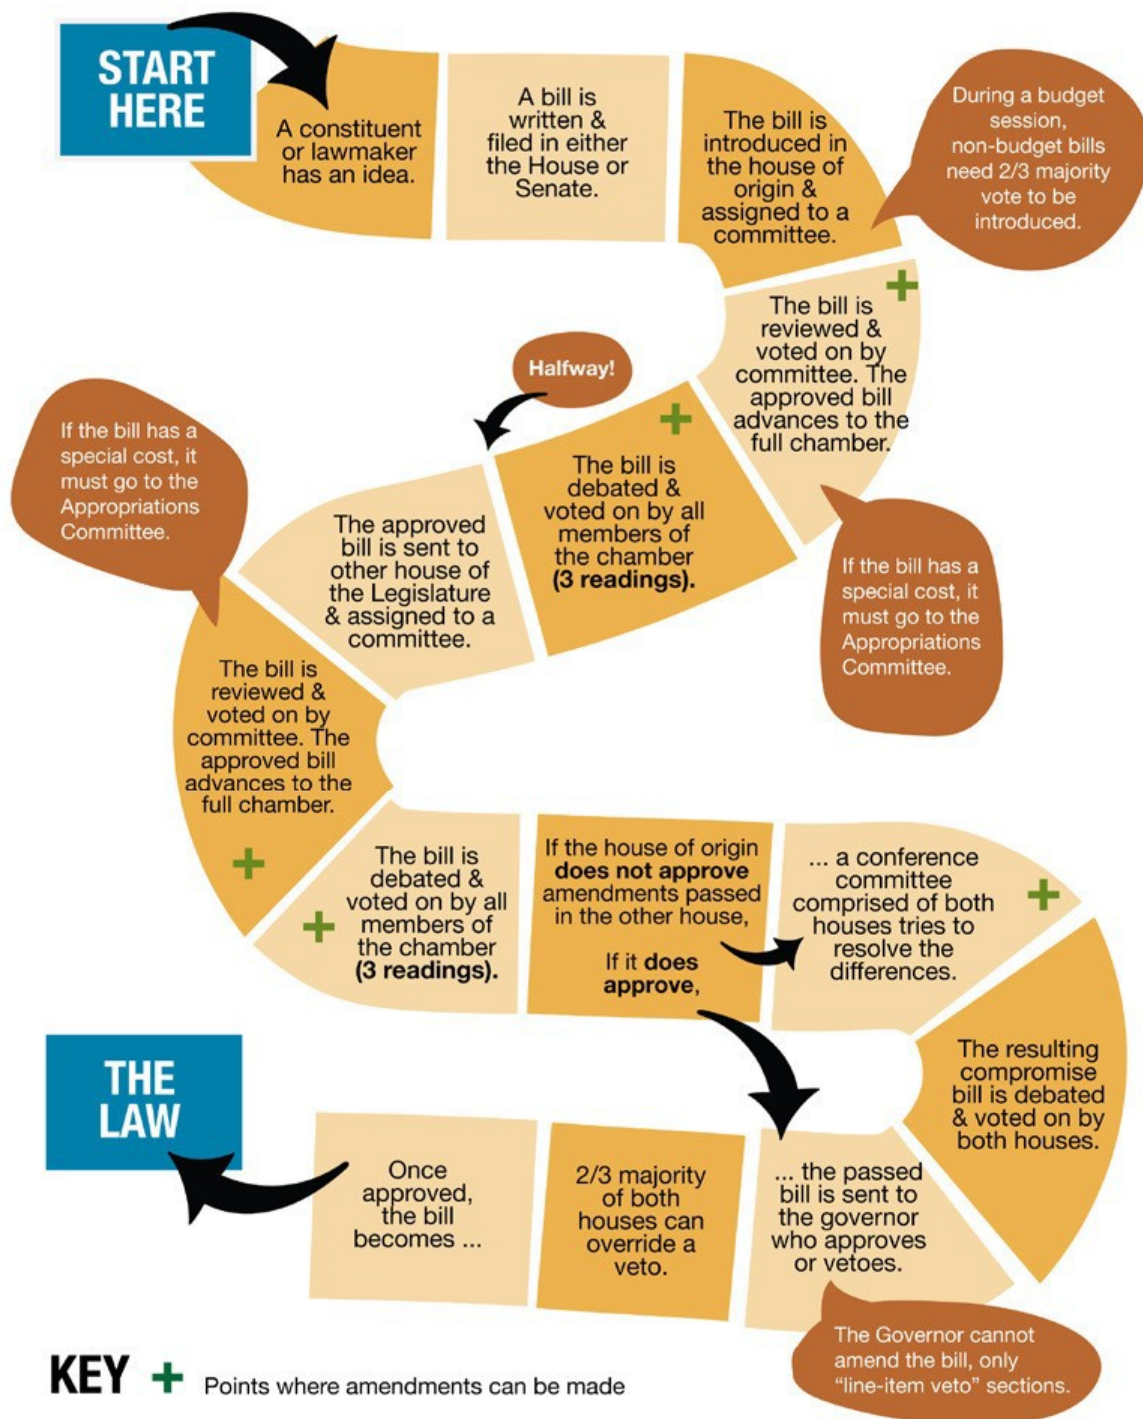 START
HERE
A constituent
or lawmaker
has an idea.
A bill is
written &
filed in either
the House or
Senate.
The bill is
introduced in
the house of
origin &
assigned to a
committee.
During a budget
session,
non-budget bills
need 2/3 majority
vote to be
introduced.
The bill is
reviewed &
voted on by
committee. The
approved bill
advances to the
full chamber.
If the bill has a
special cost, it
must go to the
Appropriations
Committee.
The bill is
debated &
voted on by all
members of
the chamber
(3 readings).
Halfway!
The approved
bill is sent to
other house of
the Legislature
& assigned to a
committee.
If the bill has a
special cost, it
must go to the
Appropriations
Committee.
The bill is
reviewed &
voted on by
committee. The
approved bill
advances to the
full chamber.
The bill is
debated &
voted on by all
members of
the chamber
(3 readings).
If the house of origin
does not approve
amendments passed
in the other house,
If it does
approve,
... a conference
committee
comprised of both
houses tries to
resolve the
differences.
The resulting
compromise
bill is debated
& voted on by
both houses.
... the passed
bill is sent to
the governor
who approves
or vetoes.
The Governor cannot
amend the bill, only
“line-item veto” sections.
2/3 majority
of both
houses can
override a
veto.
Once
approved,
the bill
becomes ...
THE
LAW
KEY + Points where amendments can be made